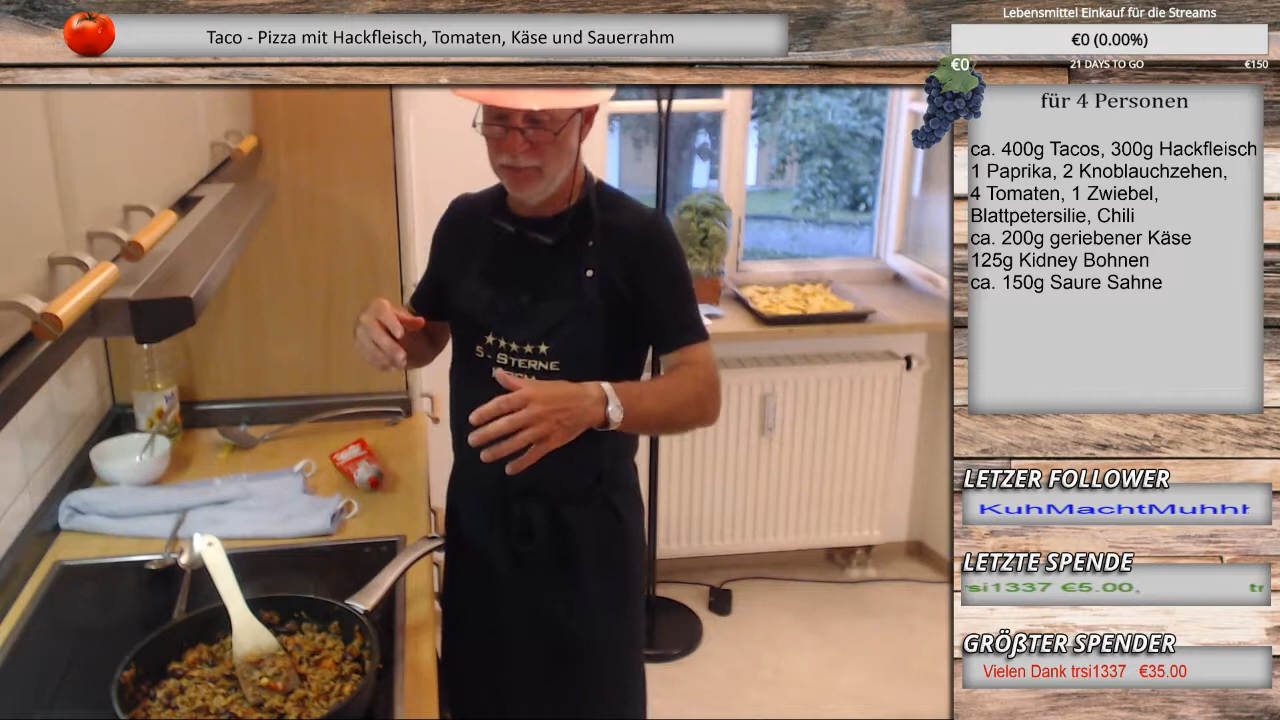 Taco - Pizza mit Hackfleisch, Tomaten, Käse und Sauerrahm
Lebensmittel Einkauf für die Streams
€0 (0.00%)
€0
21 DAYS TO GO
€150
für 4 Personen
ca. 400g Tacos, 300g Hackfleisch
1 Paprika, 2 Knoblauchzehen,
4 Tomaten, 1 Zwiebel,
Blattpetersilie, Chili
ca. 200g geriebener Käse
125g Kidney Bohnen
ca. 150g Saure Sahne
5 - STERNE
LETZER FOLLOWER
KuhMachtMuhh
LETZTE SPENDE
rsi1337 €5.00, tr
GRÖßTER SPENDER
Vielen Dank trsi1337 €35.00